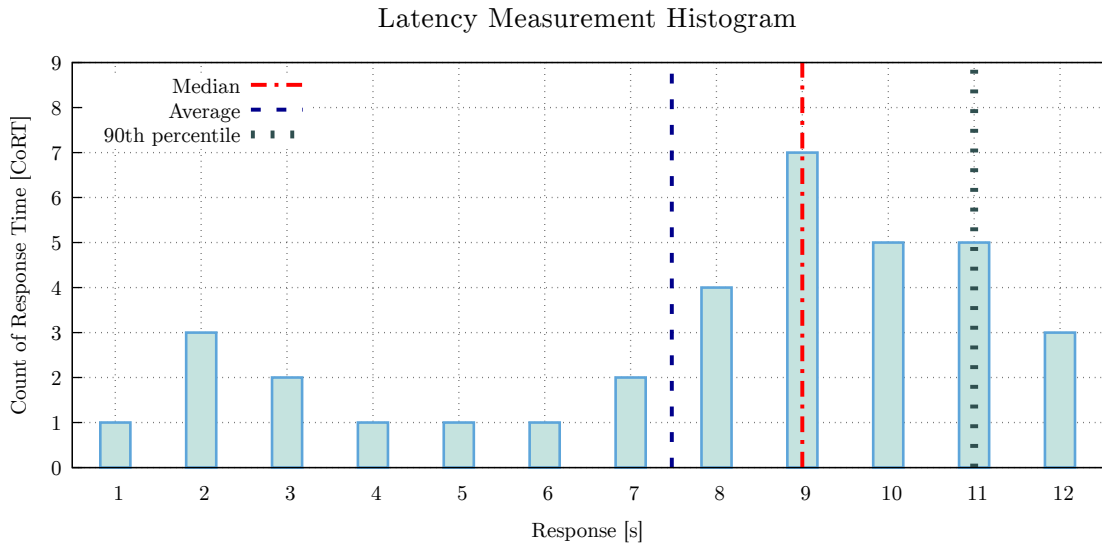 Latency Measurement Histogram
9
8
7
6
5
4
3
2
1
0
Count of Response Time [CoRT]
Median
Average
90th percentile
1 2 3 4 5 6 7 8 9 10 11 12
Response [s]